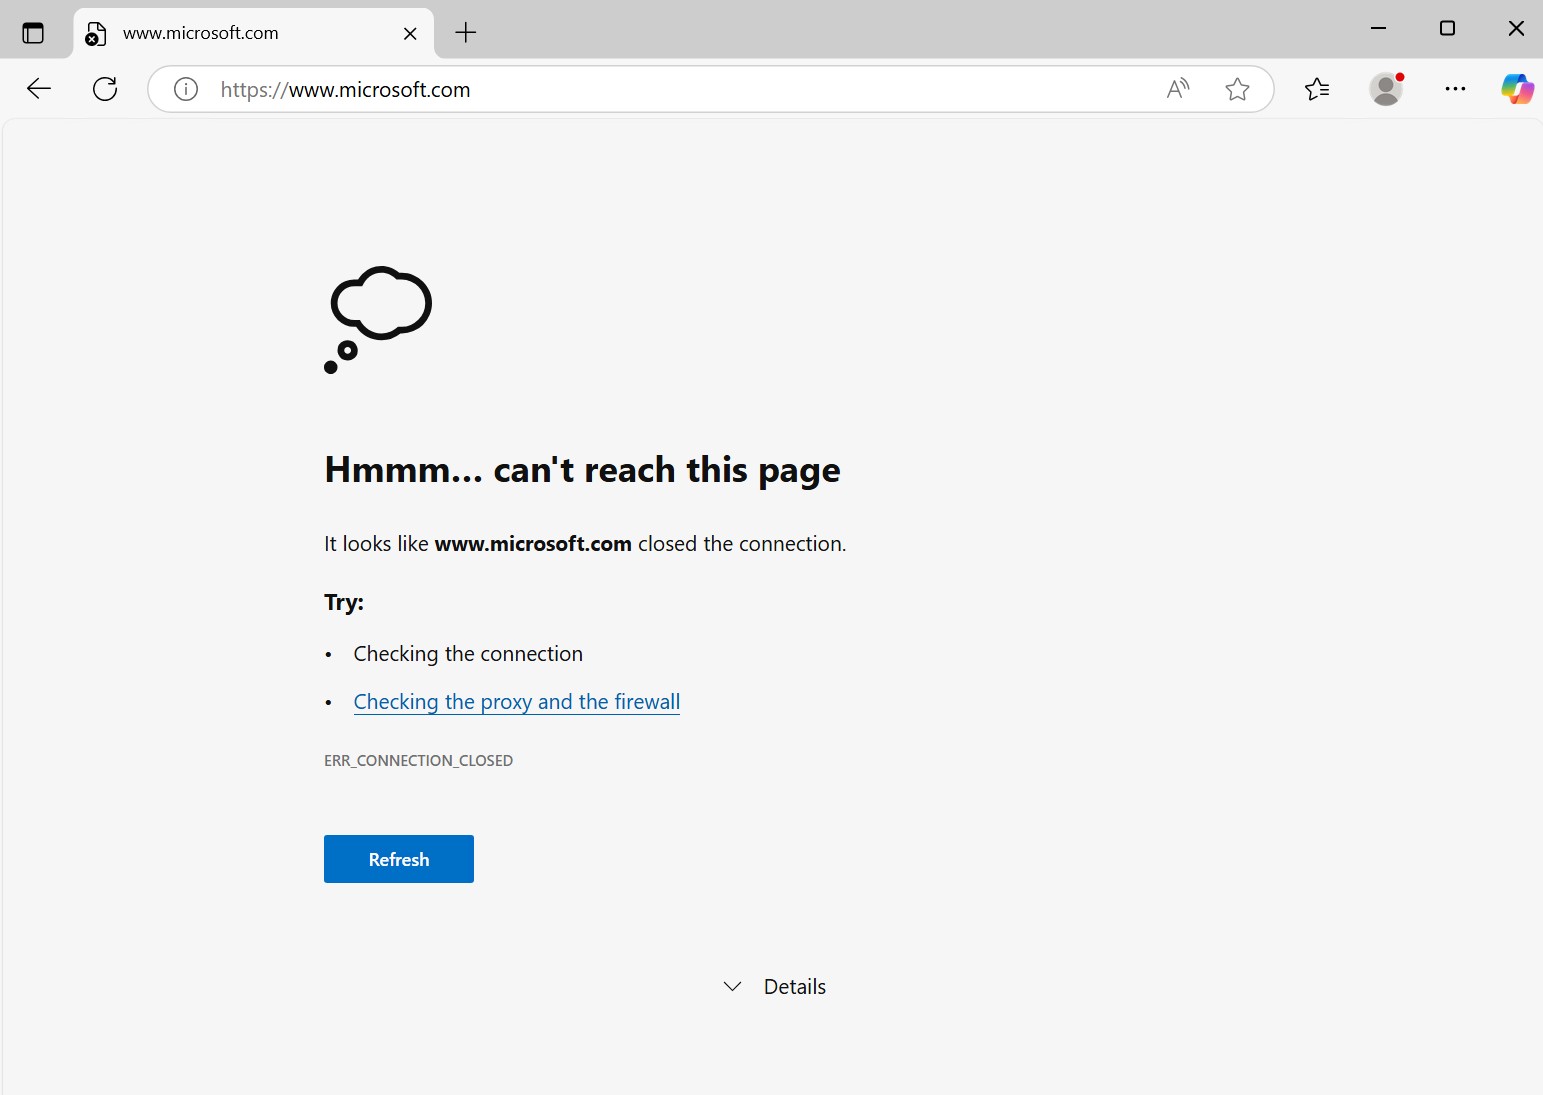 www.microsoft.com
https://www.microsoft.com
Hmmm... can't reach this page
It looks like www.microsoft.com closed the connection.
Try:
• Checking the connection
• Checking the proxy and the firewall
ERR_CONNECTION_CLOSED
Refresh
Details